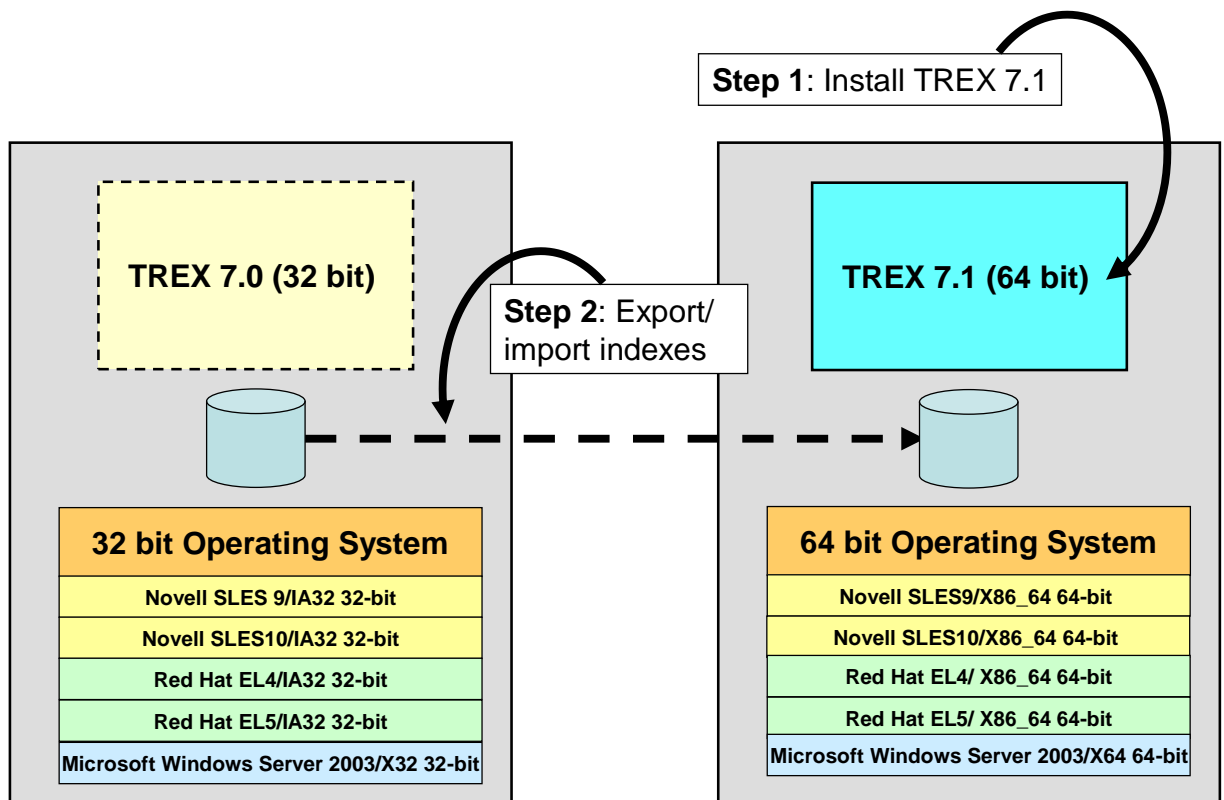 Step 1: Install TREX 7.1
TREX 7.0 (32 bit)
TREX 7.1 (64 bit)
Step 2: Export/
import indexes
32 bit Operating System
Novell SLES 9/IA32 32-bit
Novell SLES10/IA32 32-bit
Red Hat EL4/IA32 32-bit
Red Hat EL5/IA32 32-bit
Microsoft Windows Server 2003/X32 32-bit
64 bit Operating System
Novell SLES9/X86_64 64-bit
Novell SLES10/X86_64 64-bit
Red Hat EL4/ X86_64 64-bit
Red Hat EL5/ X86_64 64-bit
Microsoft Windows Server 2003/X64 64-bit